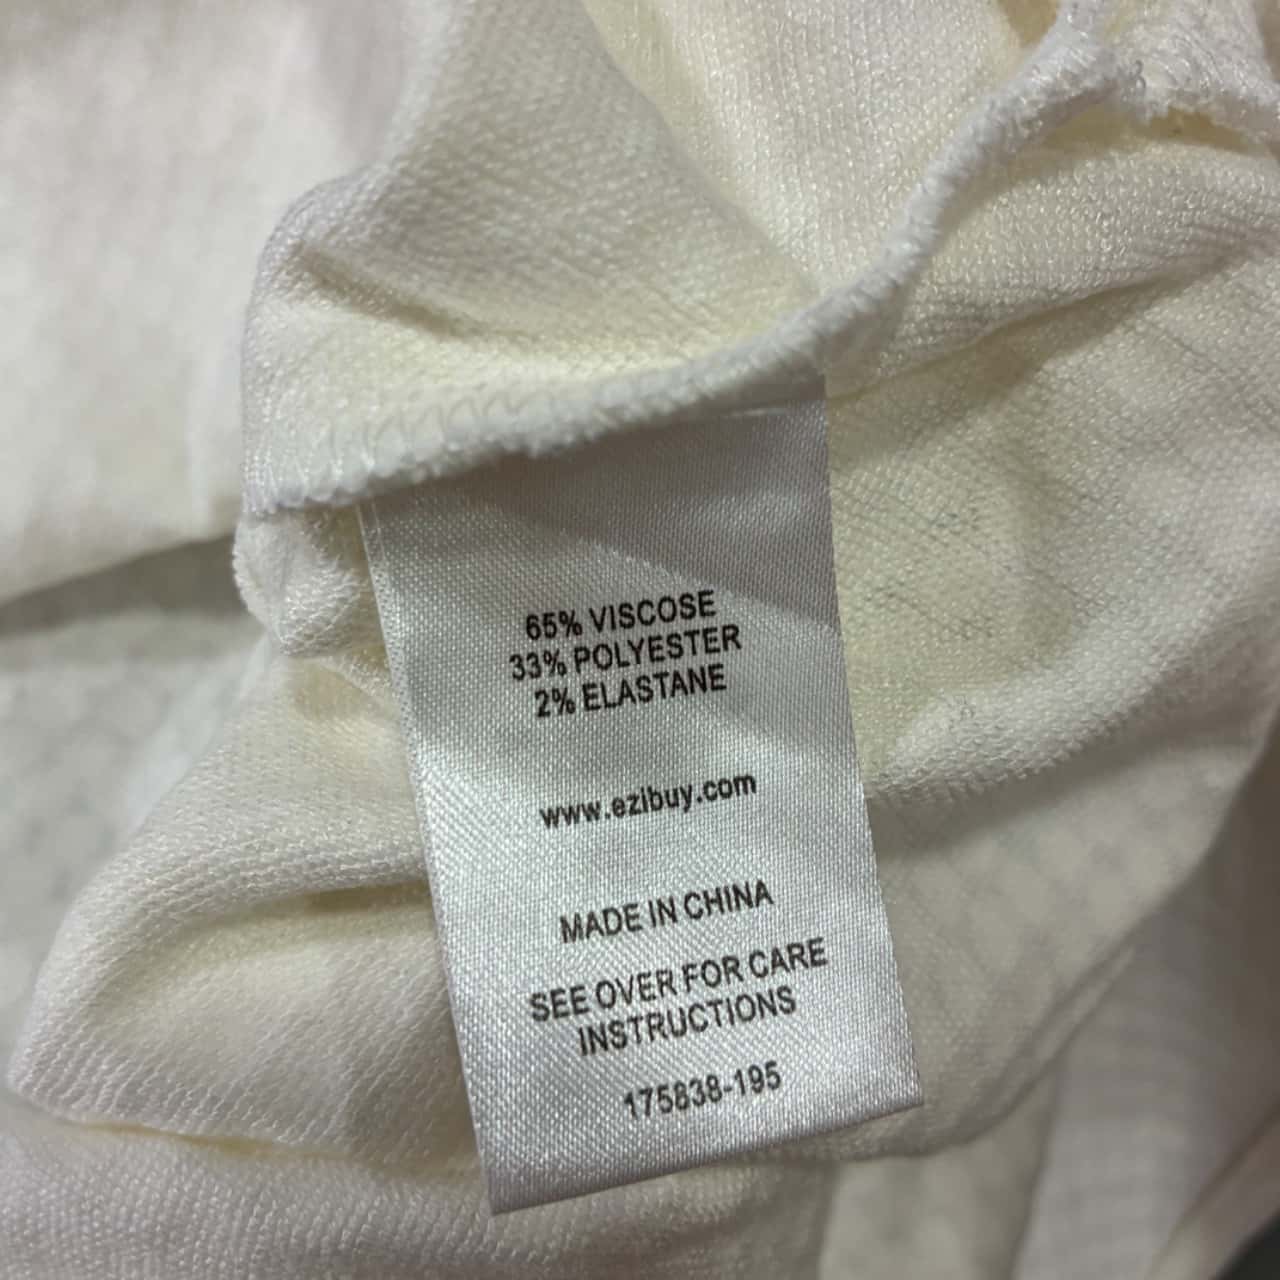 65% VISCOSE
33% POLYESTER
2% ELASTANE
www.ezibuy.com
MADE IN CHINA
SEE OVER FOR CARE
INSTRUCTIONS
175838-195